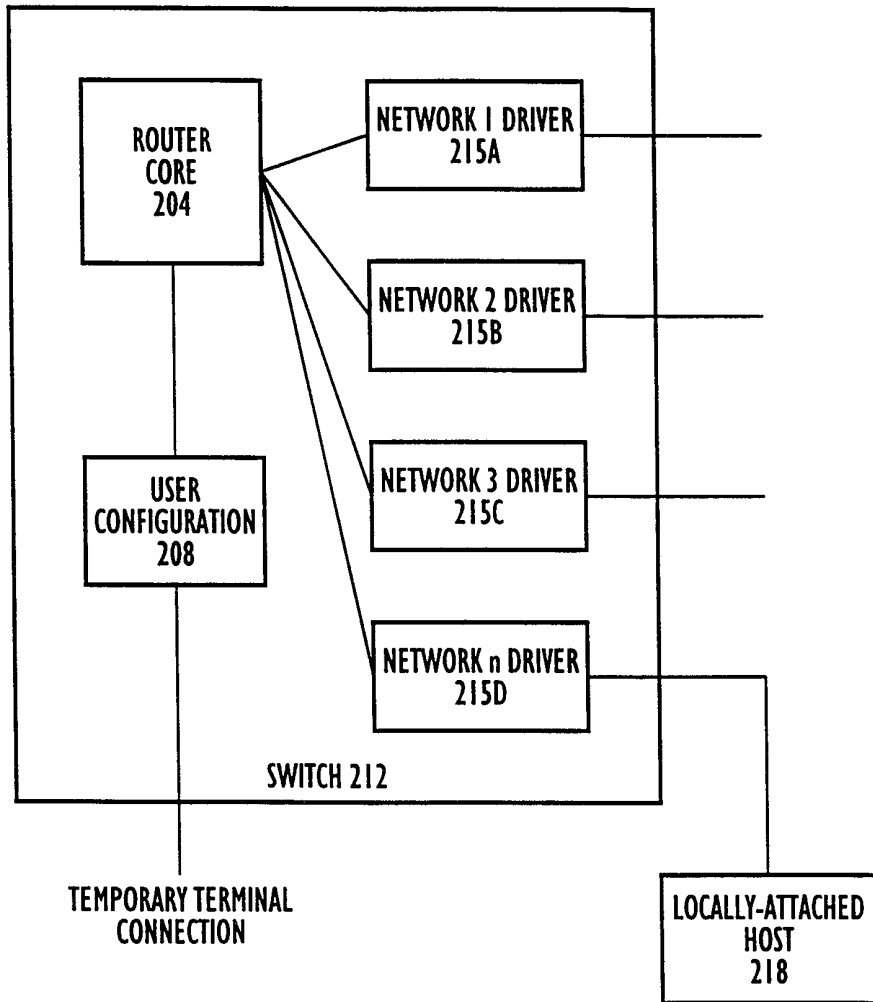 ROUTER
CORE
204
NETWORK 1 DRIVER
215A
NETWORK 2 DRIVER
215B
NETWORK 3 DRIVER
215C
NETWORK n DRIVER
215D
USER
CONFIGURATION
208
SWITCH 212
TEMPORARY TERMINAL
CONNECTION
LOCALLY-ATTACHED
HOST
218